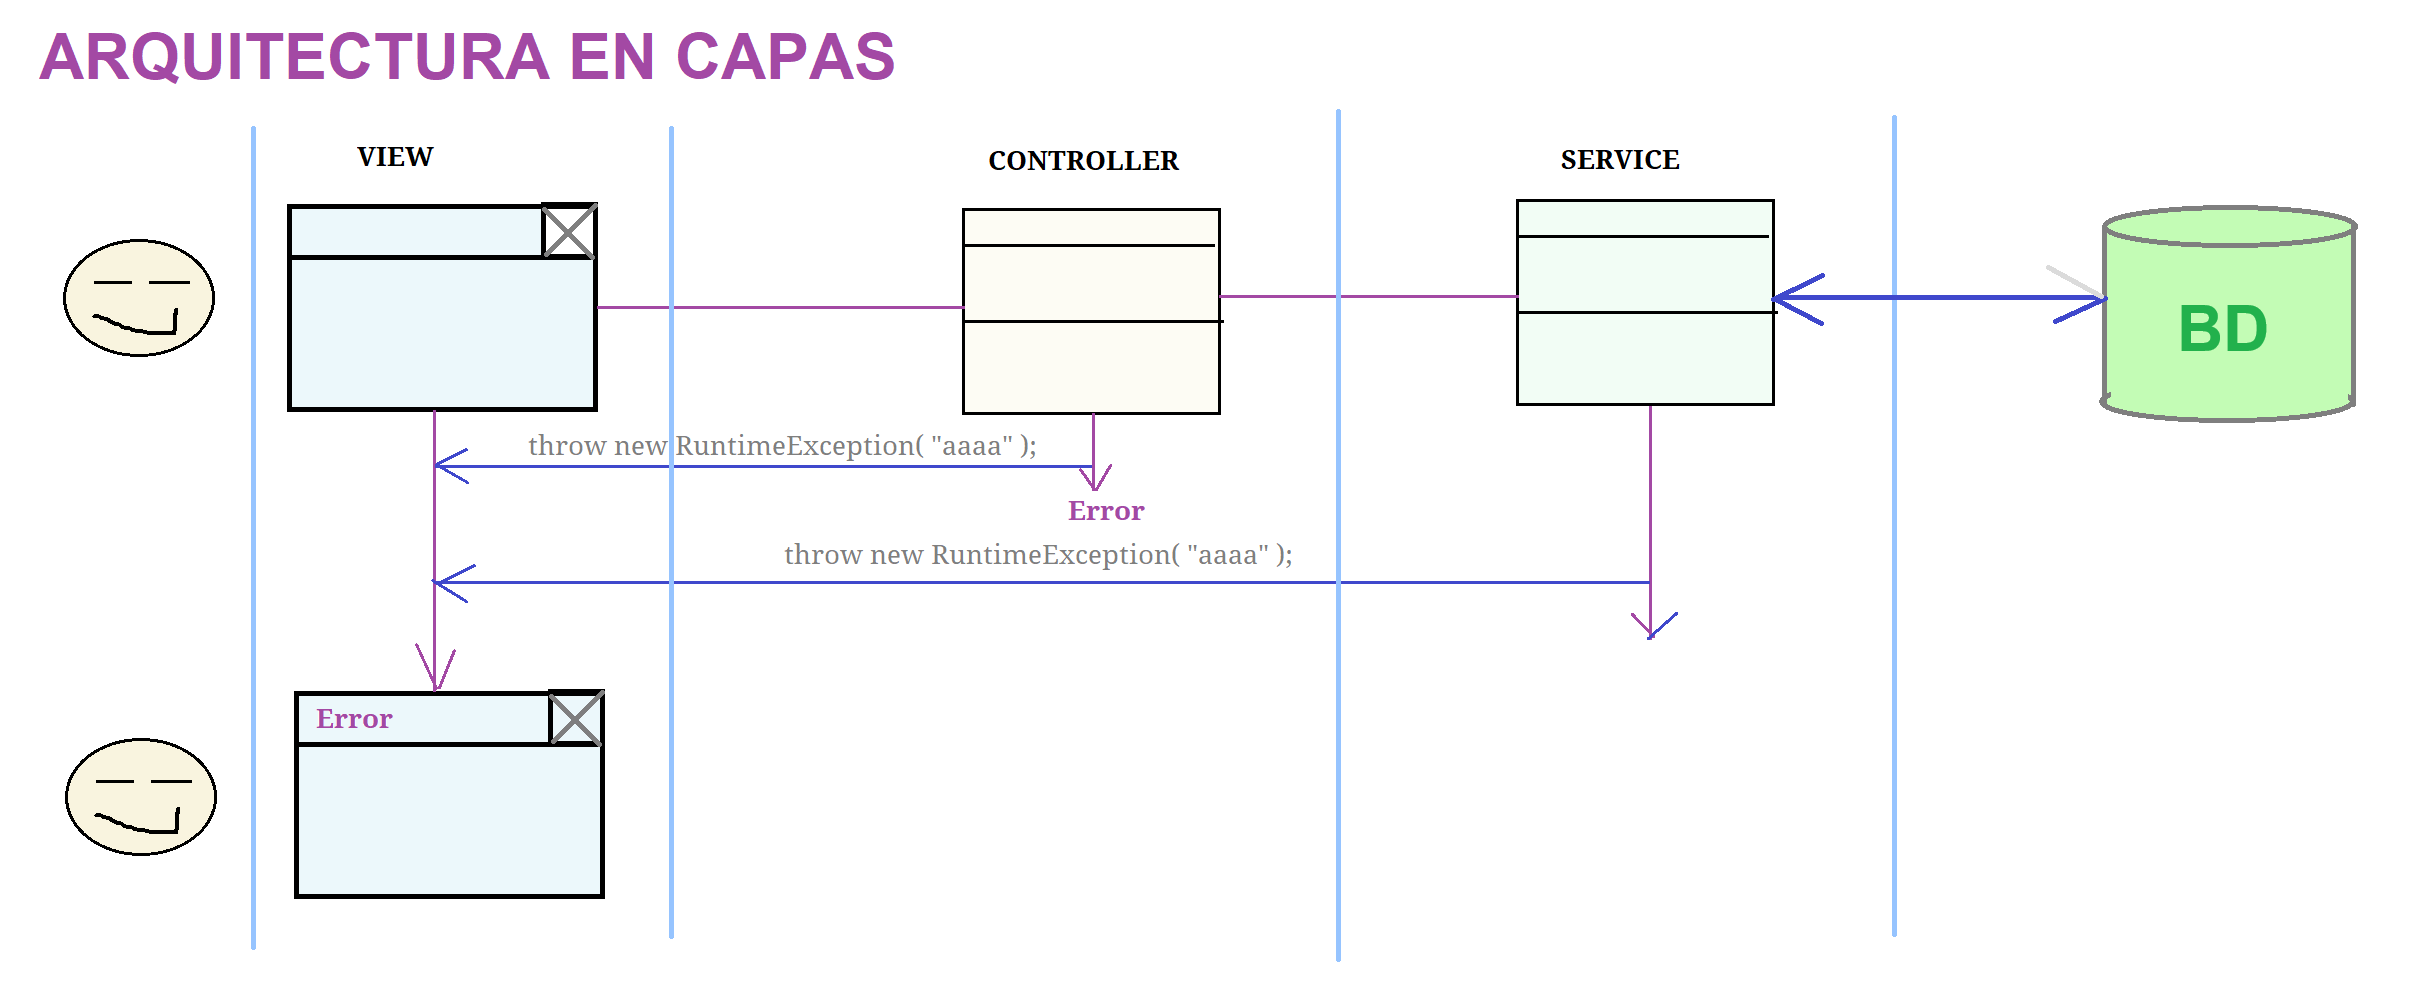 ARQUITECTURA EN CAPAS
VIEW
CONTROLLER
SERVICE
BD
throw new RuntimeException( "aaaa" );
Error
throw new RuntimeException( "aaaa" );
Error